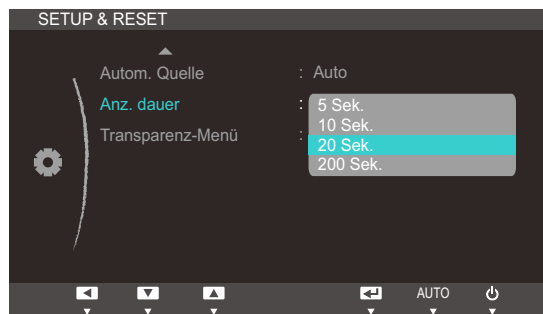 SETUP & RESET
Autom. Quelle : Auto
Anz. dauer :
5 Sek.
10 Sek.
20 Sek.
200 Sek.
Transparenz-Menü :
AUTO